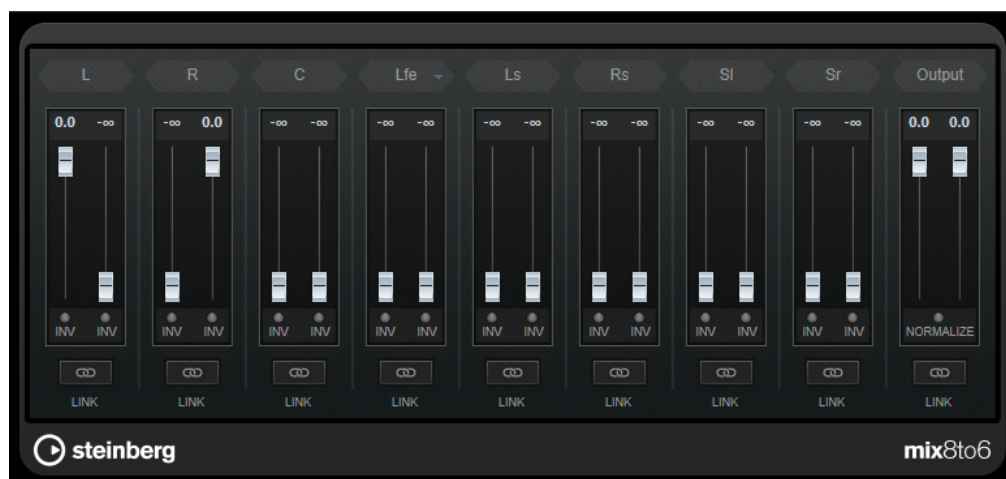 L R C Lfe Ls Rs Sl Sr Output
0.0 -∞ -∞ 0.0 -∞ -∞ -∞ -∞ -∞ -∞ -∞ -∞ -∞ -∞ -∞ -∞ 0.0 0.0
INV INV INV INV INV INV INV INV INV INV INV INV INV INV INV INV NORMALIZE
LINK LINK LINK LINK LINK LINK LINK LINK LINK
steinberg mix8to6